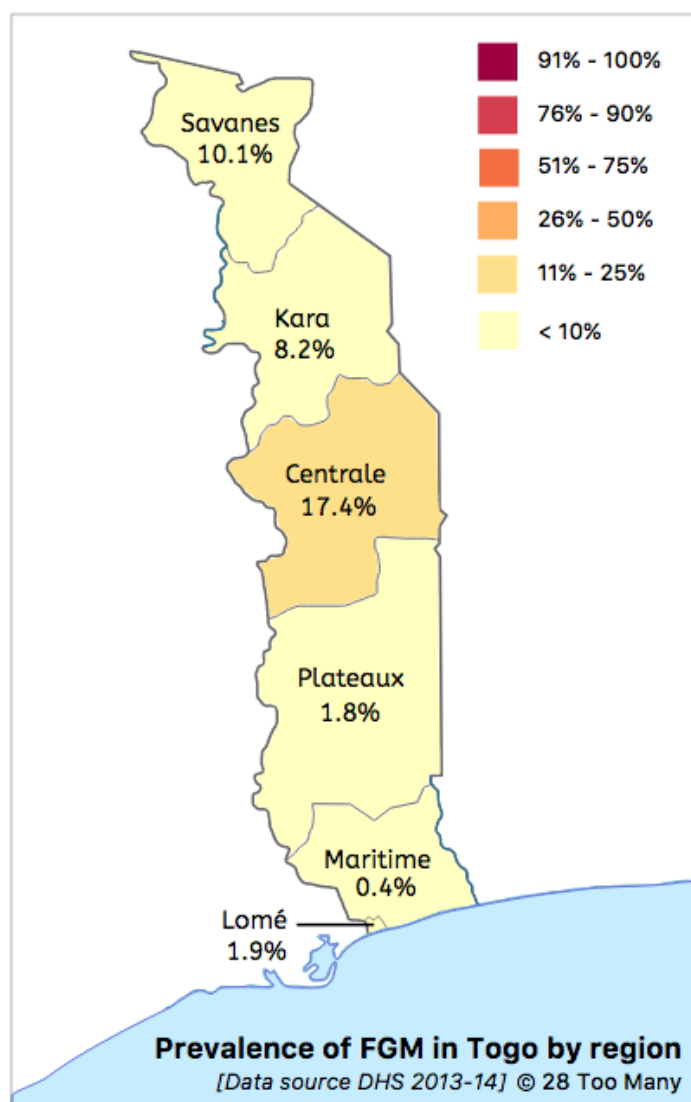 91% - 100%
76% - 90%
51% - 75%
26% - 50%
11% - 25%
< 10%
Savanes
10.1%
Kara
8.2%
Centrale
17.4%
Plateaux
1.8%
Maritime
0.4%
Lomé
1.9%
Prevalence of FGM in Togo by region
[Data source DHS 2013-14] © 28 Too Many